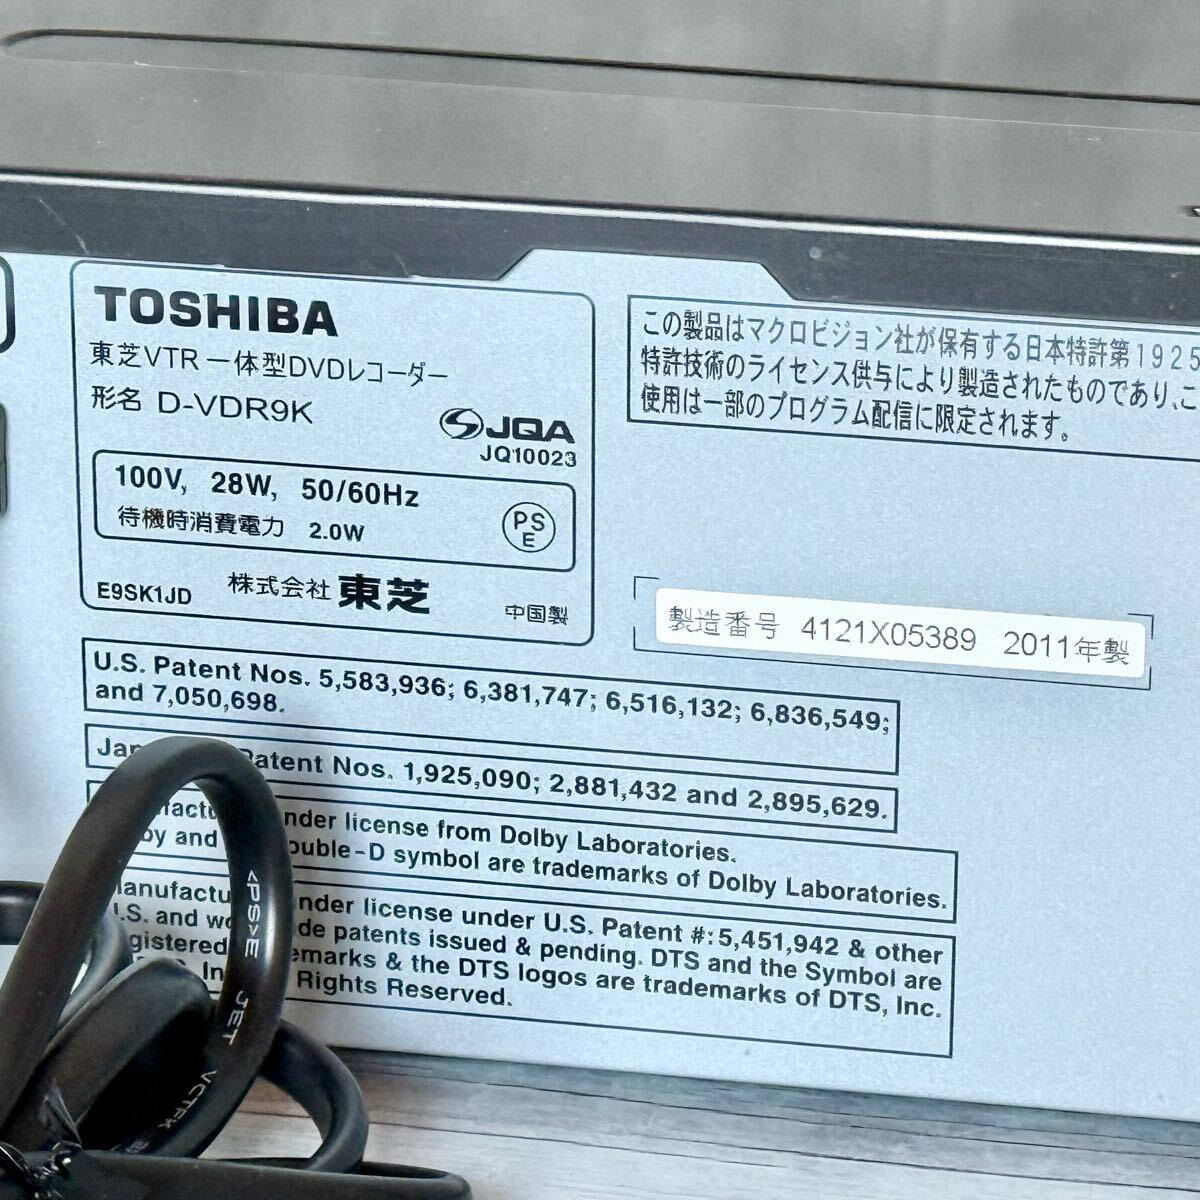 TOSHIBA
東芝VTR一体型DVDレコーダー
形名 D-VDR9K
JQA
JQ10023
100V, 28W, 50/60Hz
待機時消費電力 2.0W
PS
E
E9SK1JD 株式会社 東芝 中国製
この製品はマクロビジョン社が保有する日本特許第1925
特許技術のライセンス供与により製造されたものであり、こ
使用は一部のプログラム配信に限定されます。
製造番号 4121X05389 2011年製
U.S. Patent Nos. 5,583,936; 6,381,747; 6,516,132; 6,836,549;
and 7,050,698.
Patent Nos. 1,925,090; 2,881,432 and 2,895,629.
under license from Dolby Laboratories.
and double-D symbol are trademarks of Dolby Laboratories.
under license under U.S. Patent #: 5,451,942 & other
U.S. and patents issued & pending. DTS and the Symbol are
& the DTS logos are trademarks of DTS, Inc.
Rights Reserved.
<PS>E JET VCTFK